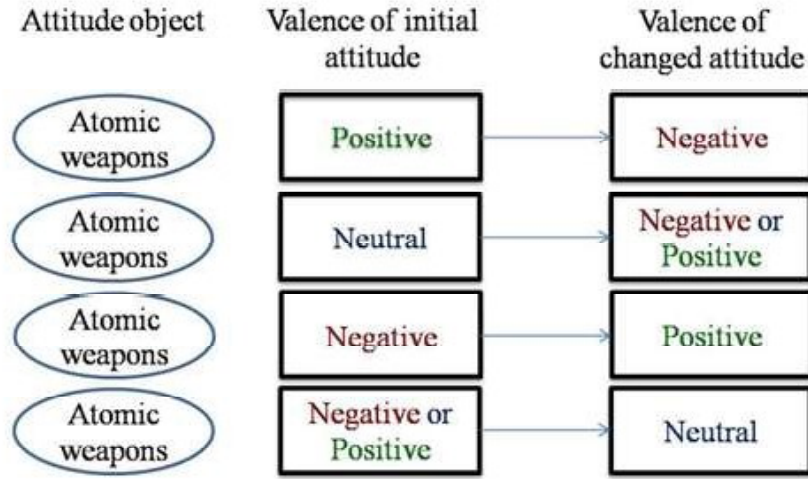 Attitude object
Valence of initial
attitude
Valence of
changed attitude
Atomic
weapons
Positive
Negative
Atomic
weapons
Neutral
Negative or
Positive
Atomic
weapons
Negative
Positive
Atomic
weapons
Negative or
Positive
Neutral